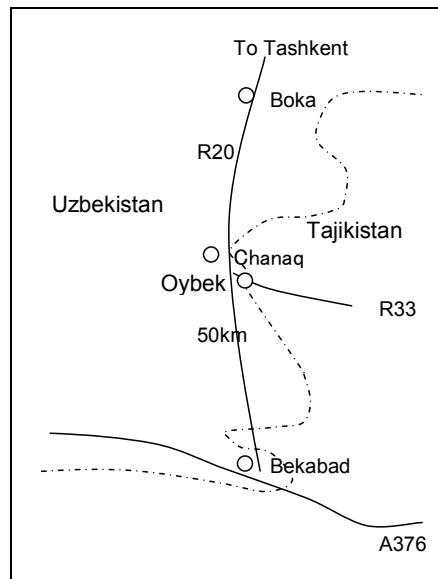 To Tashkent
Boka
R20
Uzbekistan
Tajikistan
Chanaq
Oybek
R33
50km
Bekabad
A376